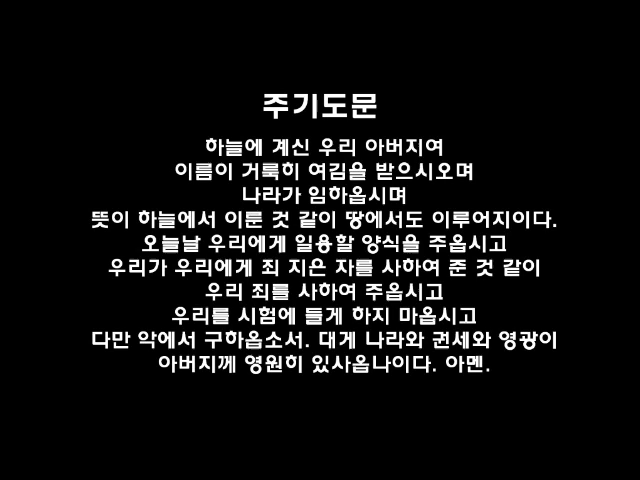 주기도문
하늘에 계신 우리 아버지여
이름이 거룩히 여김을 받으시오며
나라가 임하옵시며
뜻이 하늘에서 이룬 것 같이 땅에서도 이루어지이다.
오늘날 우리에게 일용할 양식을 주옵시고
우리가 우리에게 죄 지은 자를 사하여 준 것 같이
우리 죄를 사하여 주옵시고
우리를 시험에 들게 하지 마옵시고
다만 악에서 구하옵소서. 대게 나라와 권세와 영광이
아버지께 영원히 있사옵나이다. 아멘.